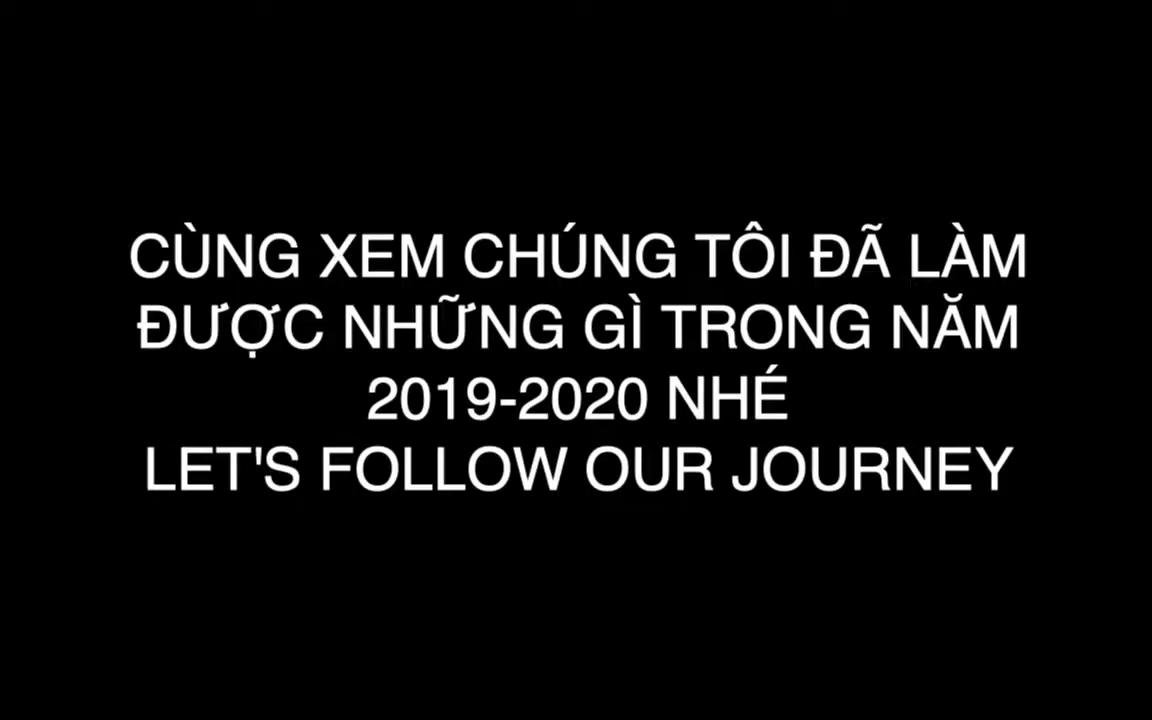 CÙNG XEM CHÚNG TÔI ĐÃ LÀM
ĐƯỢC NHỮNG GÌ TRONG NĂM
2019-2020 NHÉ
LET'S FOLLOW OUR JOURNEY